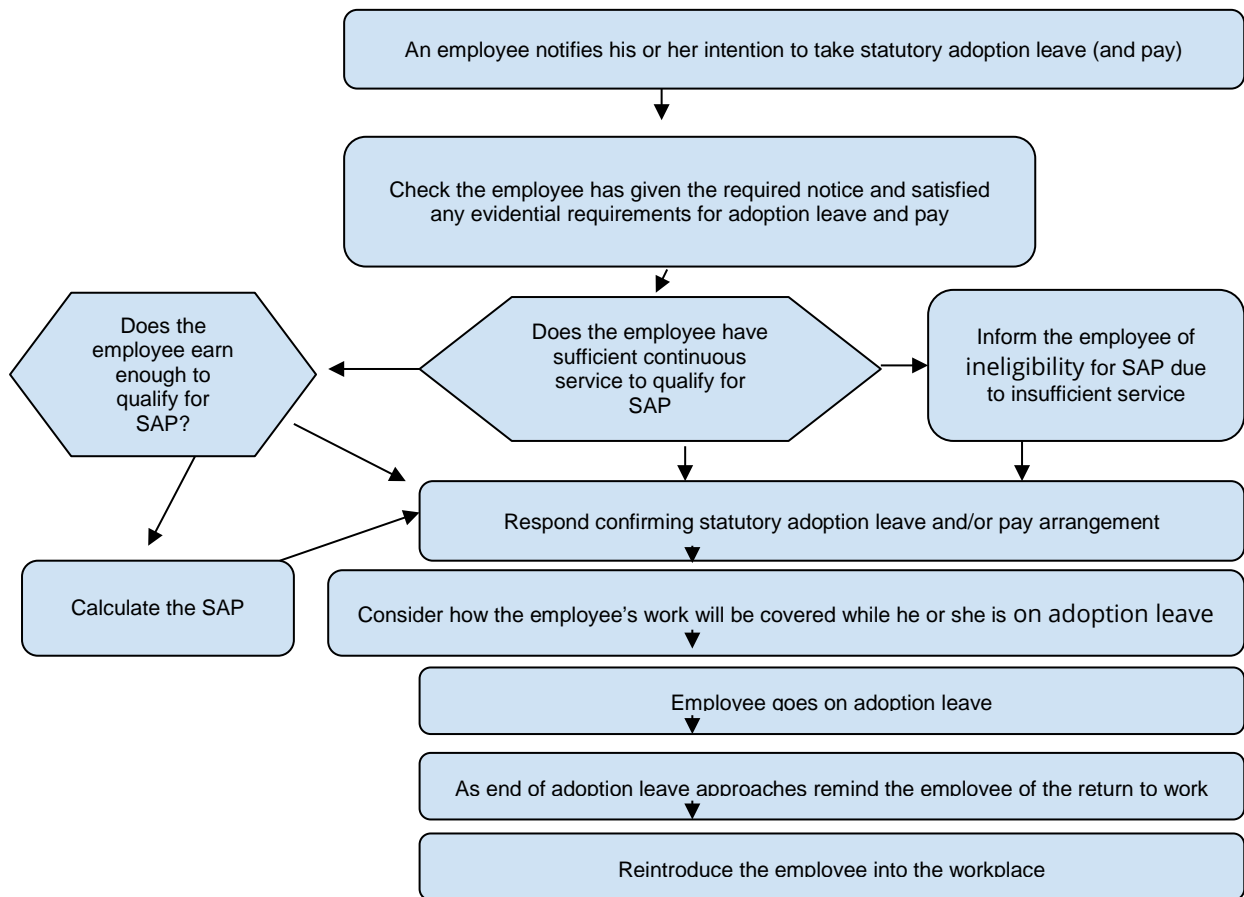 An employee notifies his or her intention to take statutory adoption leave (and pay)
Check the employee has given the required notice and satisfied
any evidential requirements for adoption leave and pay
Does the
employee earn
enough to
qualify for
SAP?
Does the employee have
sufficient continuous
service to qualify for
SAP
Inform the employee of
ineligibility for SAP due
to insufficient service
Respond confirming statutory adoption leave and/or pay arrangement
Calculate the SAP
Consider how the employee’s work will be covered while he or she is on adoption leave
Employee goes on adoption leave
As end of adoption leave approaches remind the employee of the return to work
Reintroduce the employee into the workplace